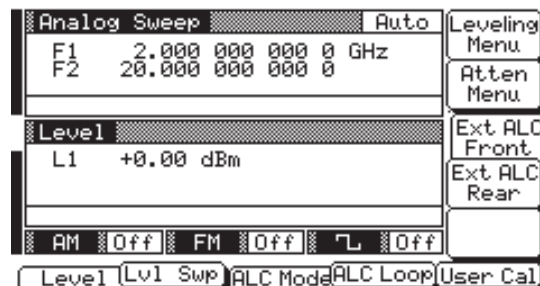 Analog Sweep Auto
F1 2.000 000 000 0 GHz
F2 20.000 000 000 0
Level
L1 +0.00 dBm
AM Off FM Off Off
Leveling
Menu
Atten
Menu
Ext ALC
Front
Ext ALC
Rear
Level Lvl Swp ALC Mode ALC Loop User Cal